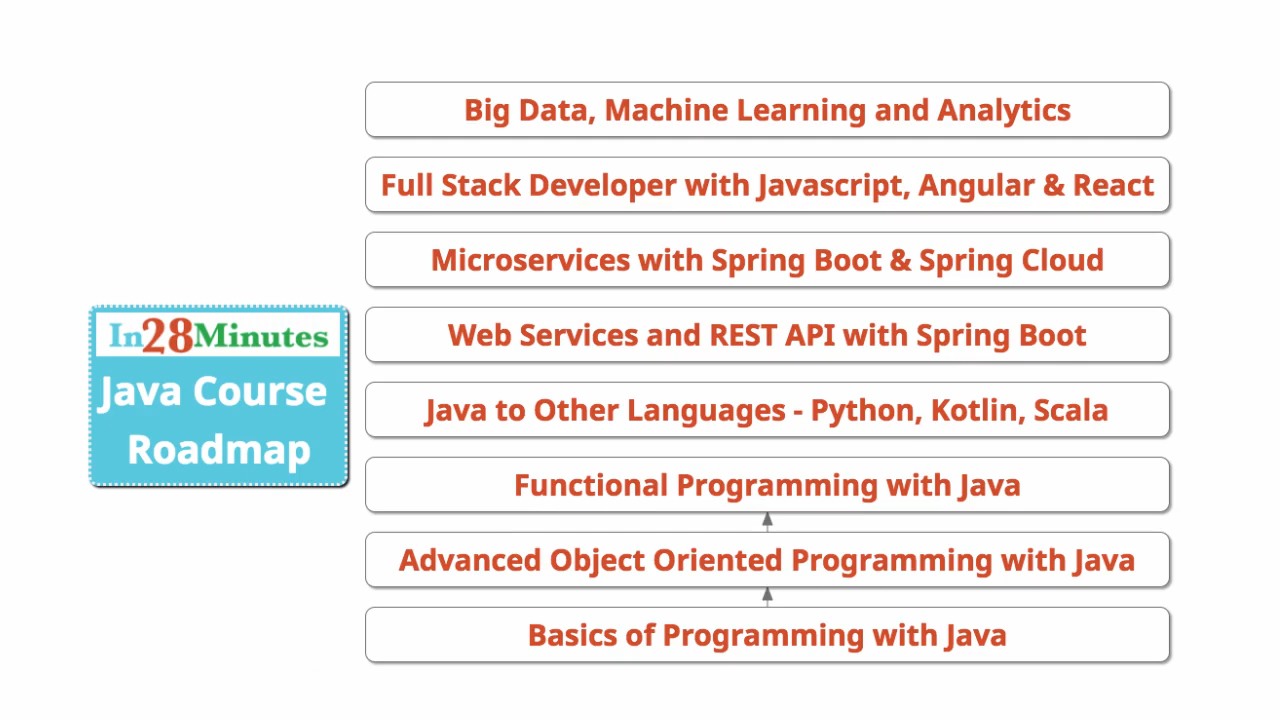 Big Data, Machine Learning and Analytics
Full Stack Developer with Javascript, Angular & React
Microservices with Spring Boot & Spring Cloud
Web Services and REST API with Spring Boot
In28Minutes
Java Course
Roadmap
Java to Other Languages - Python, Kotlin, Scala
Functional Programming with Java
Advanced Object Oriented Programming with Java
Basics of Programming with Java